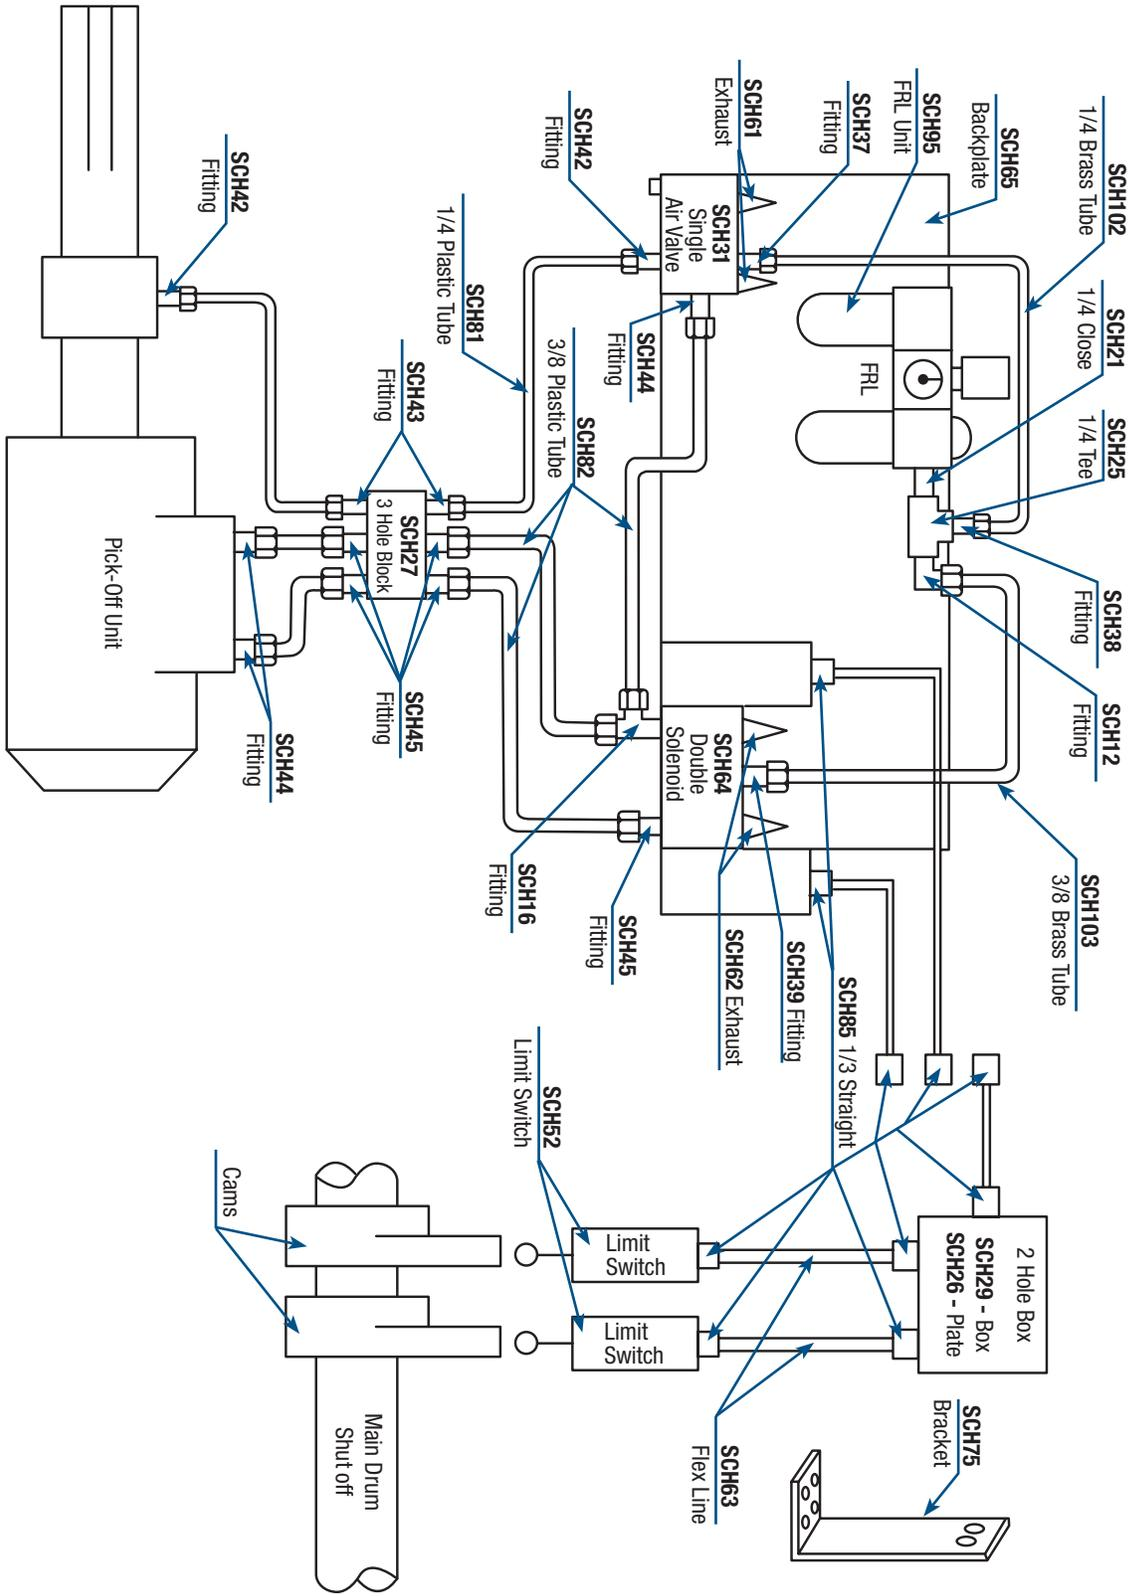 SCH102
1/4 Brass Tube
SCH65
Backplate
SCH95
FRL Unit
SCH37
Fitting
SCH61
Exhaust
SCH42
Fitting
SCH42
Fitting
SCH21
1/4 Close
SCH25
1/4 Tee
SCH38
Fitting
SCH12
Fitting
SCH103
3/8 Brass Tube
FRL
SCH31
Single
Air Valve
SCH44
Fitting
SCH81
1/4 Plastic Tube
SCH82
3/8 Plastic Tube
SCH43
Fitting
SCH27
3 Hole Block
SCH45
Fitting
SCH44
Fitting
Pick-Off Unit
SCH64
Double
Solenoid
SCH16
Fitting
SCH45
Fitting
SCH62 Exhaust
SCH39 Fitting
SCH85 1/3 Straight
SCH52
Limit Switch
Cams
2 Hole Box
SCH29 - Box
SCH26 - Plate
Limit
Switch
Limit
Switch
SCH63
Flex Line
SCH75
Bracket
Main Drum
Shut off